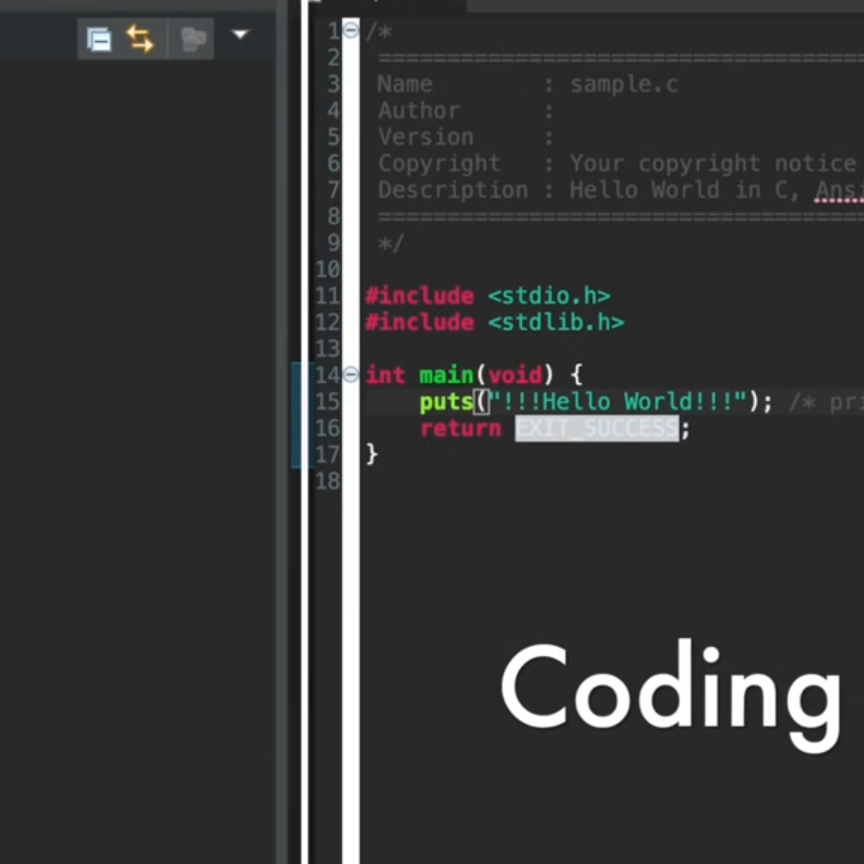 1 /*
2 ====================================
3 Name : sample.c
4 Author :
5 Version :
6 Copyright : Your copyright notice
7 Description : Hello World in C, Ansi
8 ====================================
9 */
10
11 #include <stdio.h>
12 #include <stdlib.h>
13
14 int main(void) {
15 puts("!!!Hello World!!!"); /* pri
16 return EXIT_SUCCESS;
17 }
18
Coding